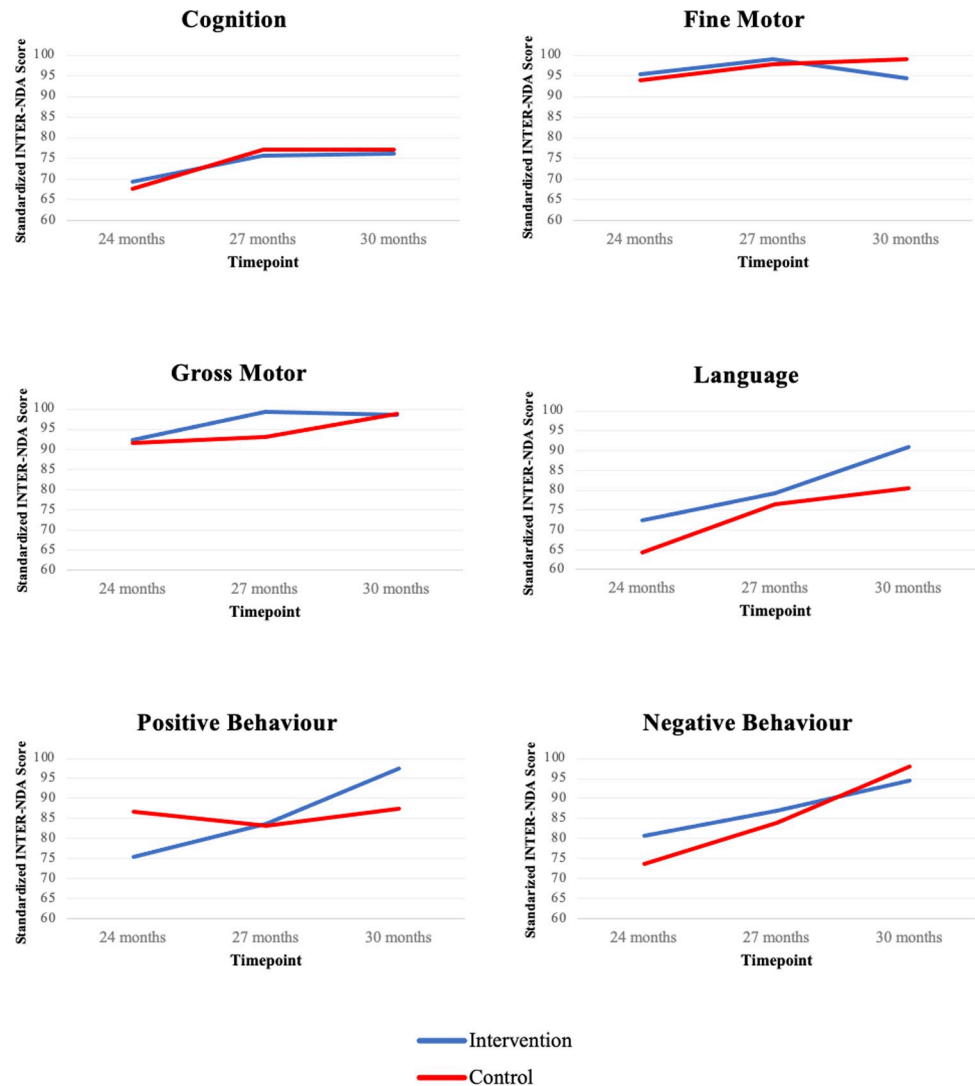 Cognition
Standardized INTER-NDA Score
100
95
90
85
80
75
70
65
60
24 months 27 months 30 months
Timepoint
Fine Motor
Standardized INTER-NDA Score
100
95
90
85
80
75
70
65
60
24 months 27 months 30 months
Timepoint
Gross Motor
Standardized INTER-NDA Score
100
95
90
85
80
75
70
65
60
24 months 27 months 30 months
Timepoint
Language
Standardized INTER-NDA Score
100
95
90
85
80
75
70
65
60
24 months 27 months 30 months
Timepoint
Positive Behaviour
Standardized INTER-NDA Score
100
95
90
85
80
75
70
65
60
24 months 27 months 30 months
Timepoint
Negative Behaviour
Standarized INTER-NDA Score
100
95
90
85
80
75
70
65
60
24 months 27 months 30 months
Timepoint
Intervention
Control